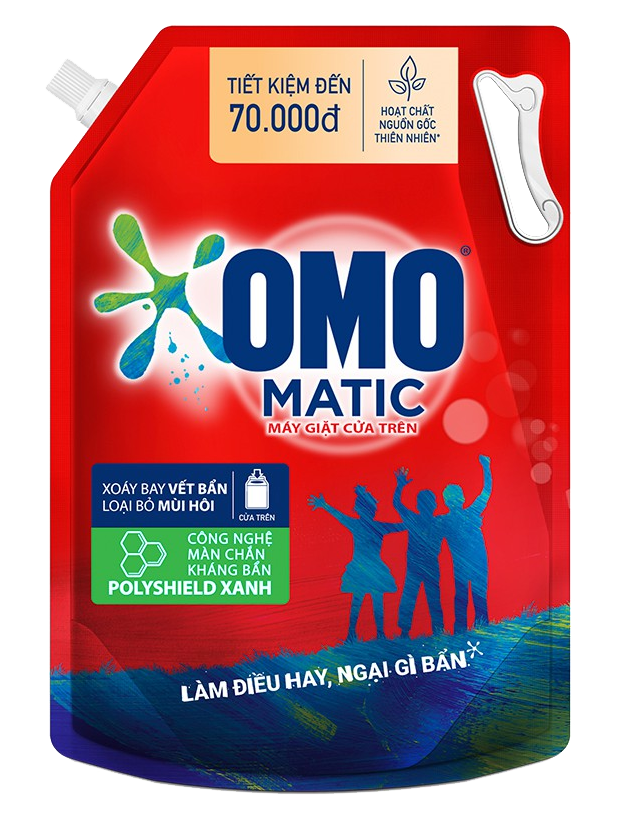 TIẾT KIỆM ĐẾN
70.000đ
HOẠT CHẤT
NGUỒN GỐC
THIÊN NHIÊN*
OMO®
MATIC
MÁY GIẶT CỬA TRÊN
XOÁY BAY VẾT BẨN
LOẠI BỎ MÙI HÔI
CỬA TRÊN
CÔNG NGHỆ
MÀN CHẮN
KHÁNG BẨN
POLYSHIELD XANH
LÀM ĐIỀU HAY, NGẠI GÌ BẨN